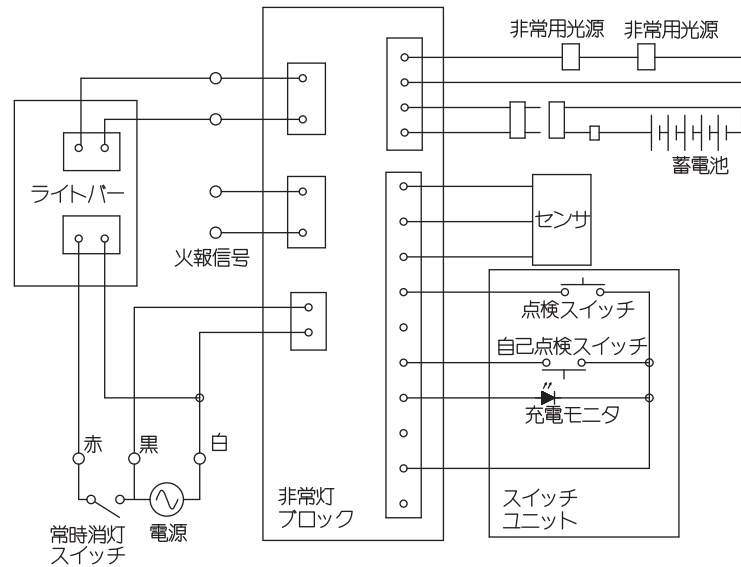 非常用光源
非常用光源
蓄電池
ライトバー
火報信号
センサ
点検スイッチ
自己点検スイッチ
充電モニタ
赤
黒
白
常時消灯
スイッチ
電源
非常灯
ブロック
スイッチ
ユニット